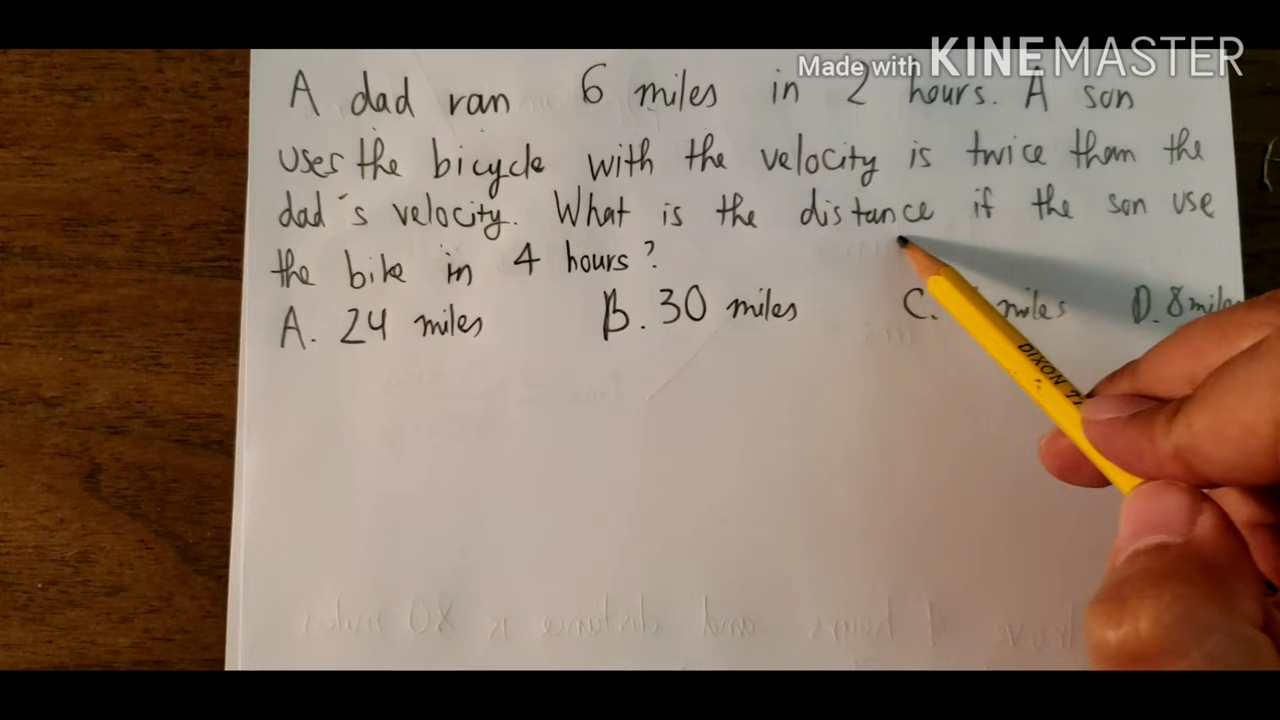 Made with KINEMASTER
A dad ran 6 miles in 2 hours. A son
uses the bicycle with the velocity is twice than the
dad's velocity. What is the distance if the son use
the bike in 4 hours?
A. 24 miles B. 30 miles C. miles D. 8 miles
DIXON